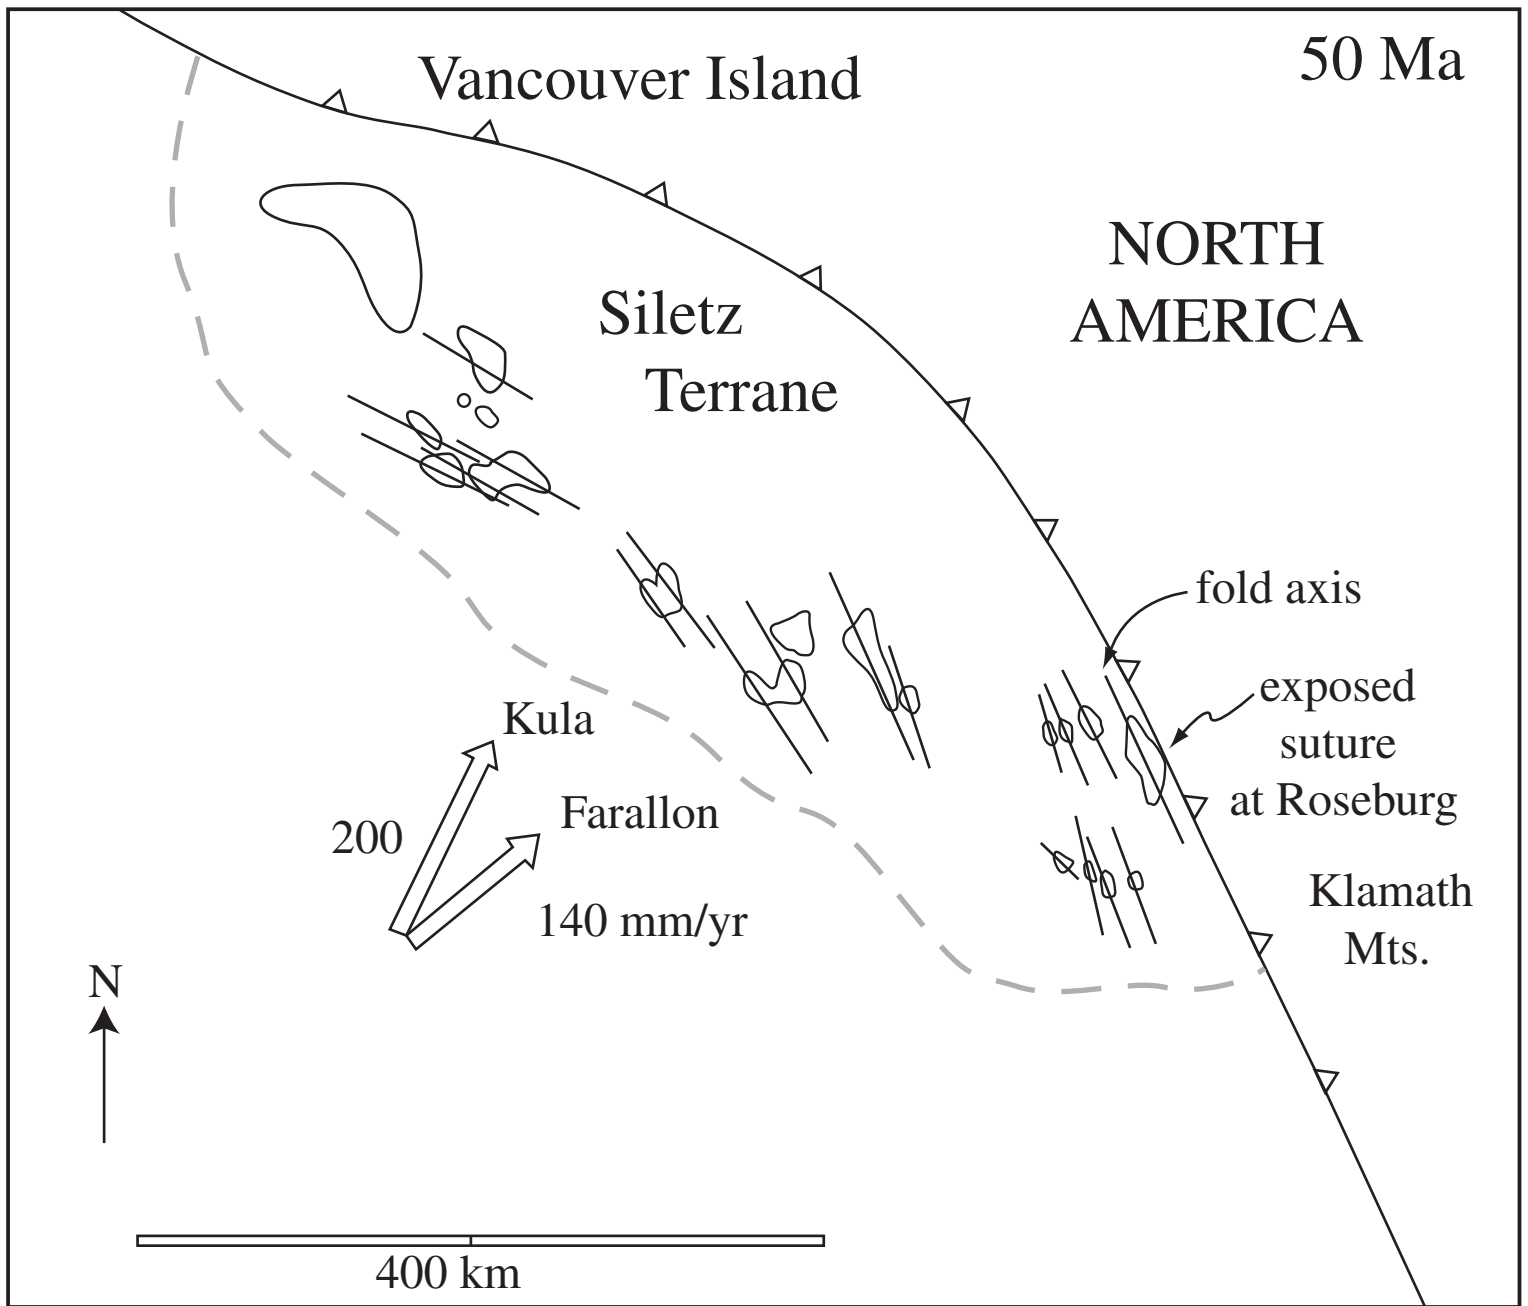 50 Ma
Vancouver Island
NORTH
AMERICA
Siletz
Terrane
fold axis
exposed
suture
at Roseburg
Kula
Farallon
200
140 mm/yr
Klamath
Mts.
N
400 km